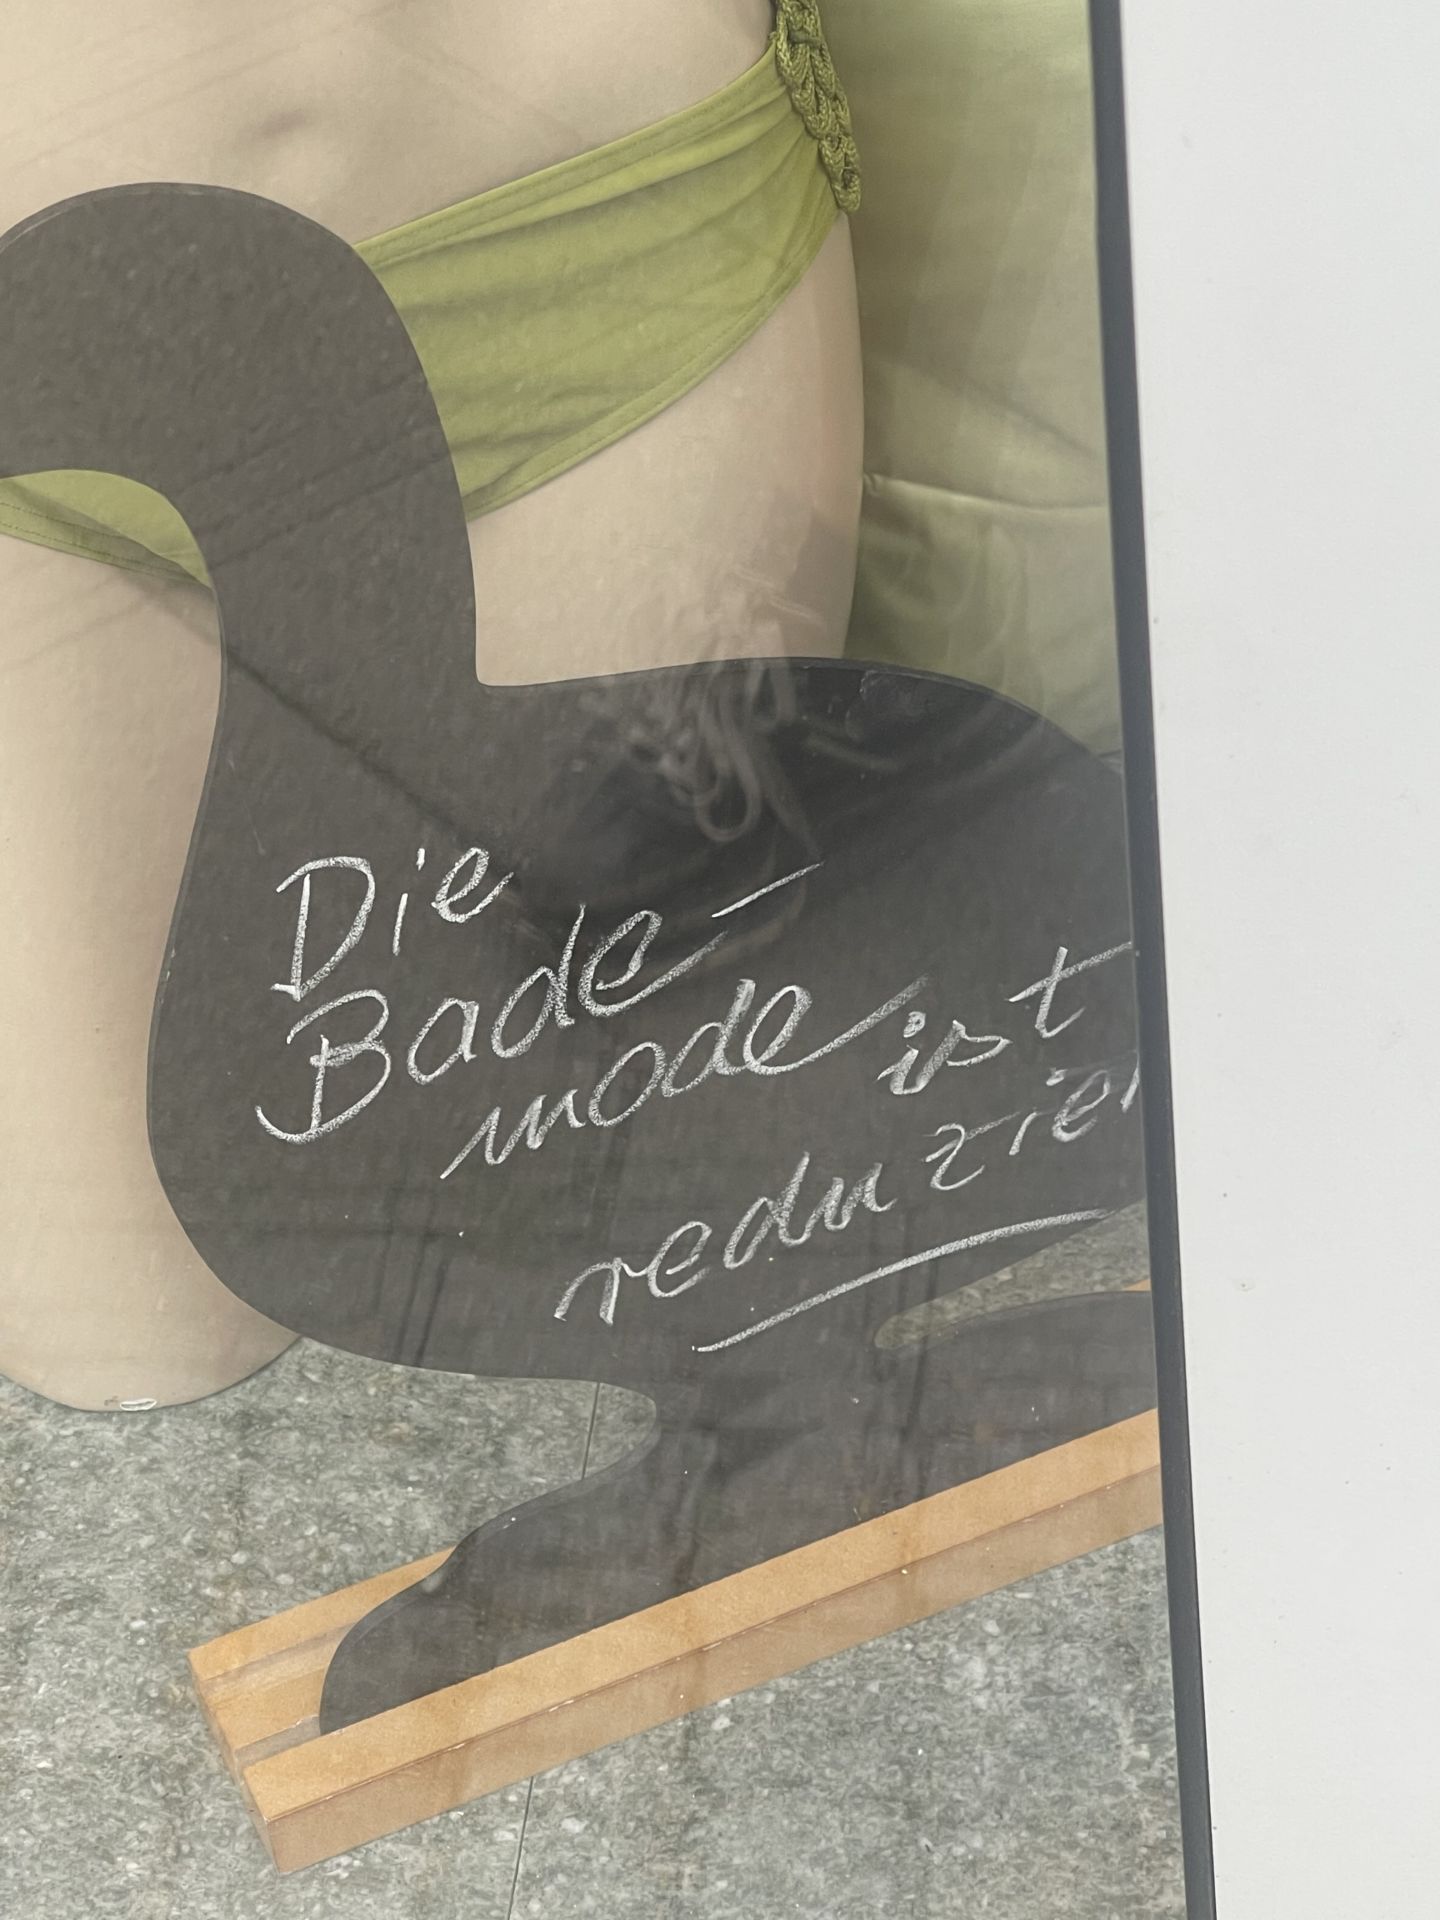 Die
Bade-
mode ist
reduzier